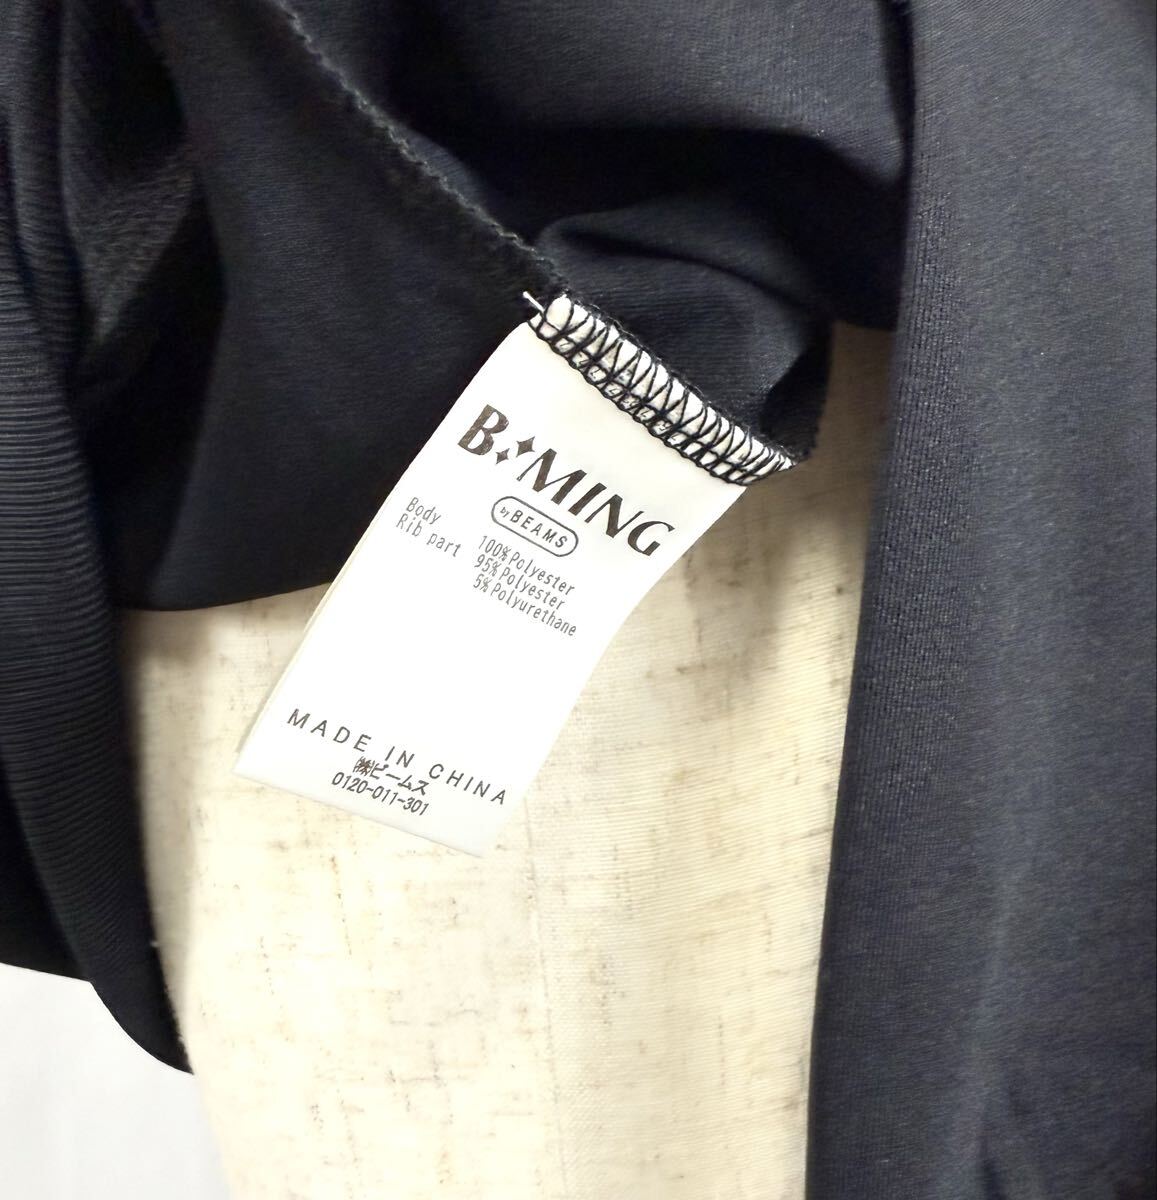 B:MING
by BEAMS
Body 100%Polyester
Rib part 95%Polyester
5%Polyurethane
MADE IN CHINA
㈱ビームス
0120-011-301